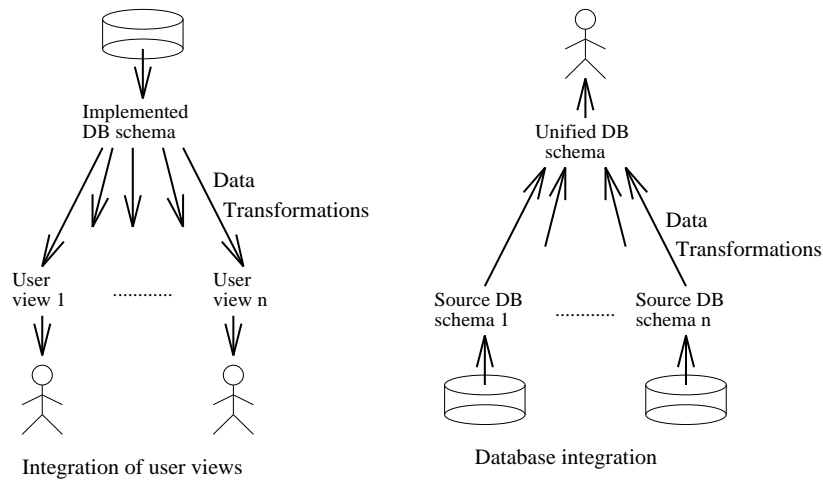 Implemented
DB schema
Data
Transformations
User
view 1
............
User
view n
Integration of user views
Unified DB
schema
Data
Transformations
Source DB
schema 1
............
Source DB
schema n
Database integration